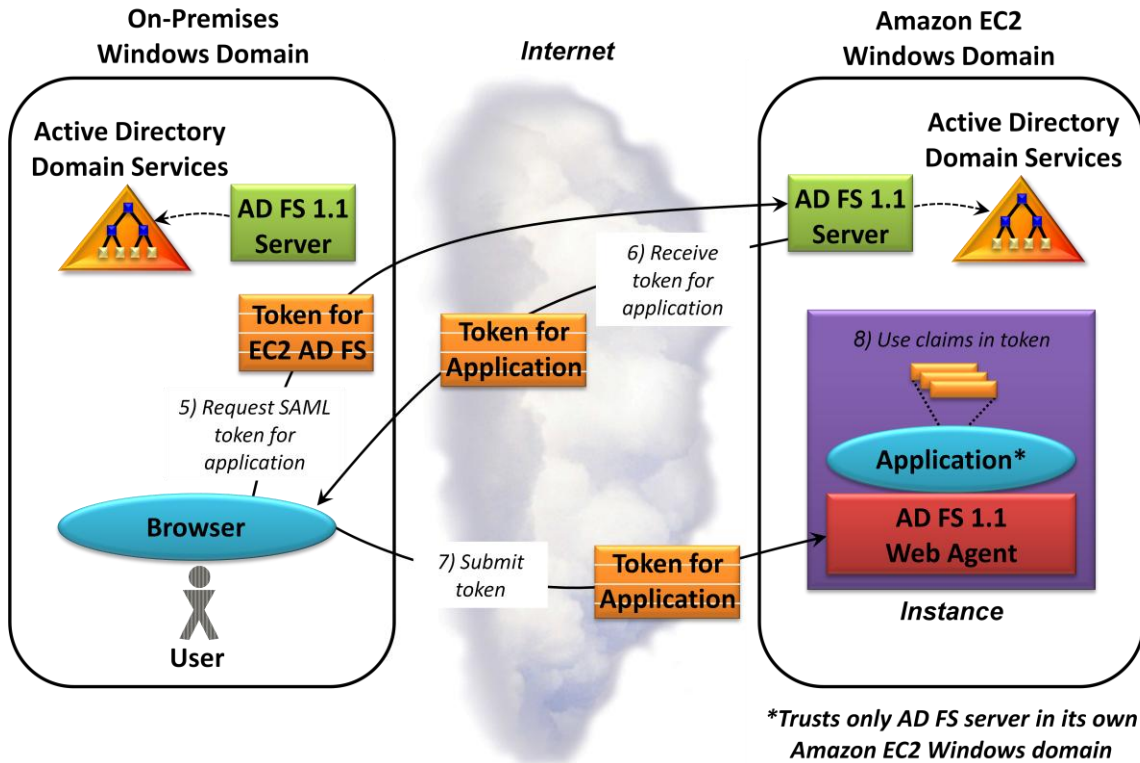 On-Premises
Windows Domain
Internet
Amazon EC2
Windows Domain
Active Directory
Domain Services
AD FS 1.1
Server
Active Directory
Domain Services
AD FS 1.1
Server
6) Receive
token for
application
Token for
EC2 AD FS
Token for
Application
5) Request SAML
token for
application
8) Use claims in token
Application*
Browser
AD FS 1.1
Web Agent
7) Submit
token
Token for
Application
Instance
User
*Trusts only AD FS server in its own
Amazon EC2 Windows domain